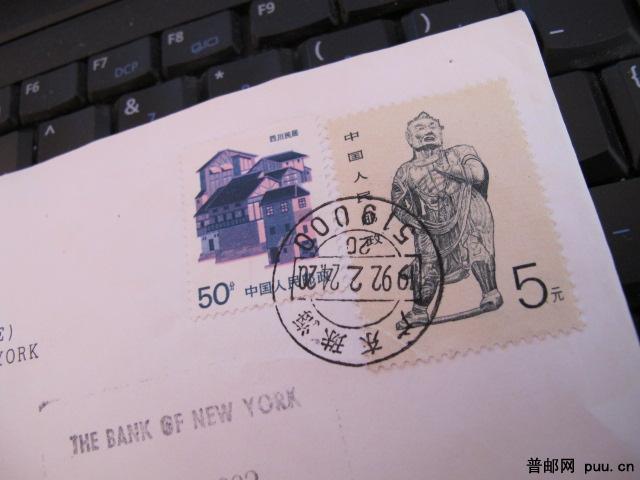 F6
F7
DCP
F8
F9
^
&
*
(
)
四川民居
50分
中国人民邮政
中国人民邮政
5元
519000
20
1992.2.24.20
广东珠海
E)
YORK
THE BANK OF NEW YORK
普邮网 puu.cn